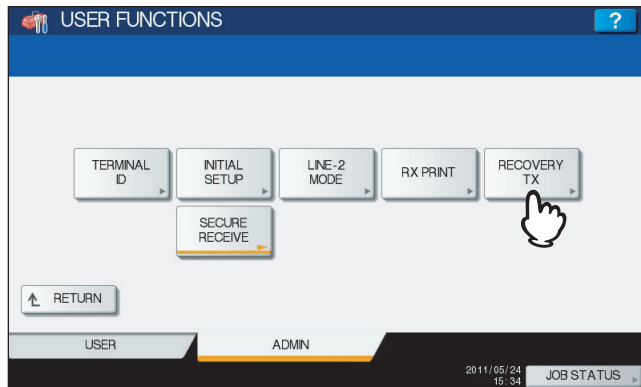 USER FUNCTIONS
?
TERMINAL
ID
INITIAL
SETUP
LINE-2
MODE
RX PRINT
RECOVERY
TX
SECURE
RECEIVE
RETURN
USER
ADMIN
2011/05/24
15:34
JOB STATUS